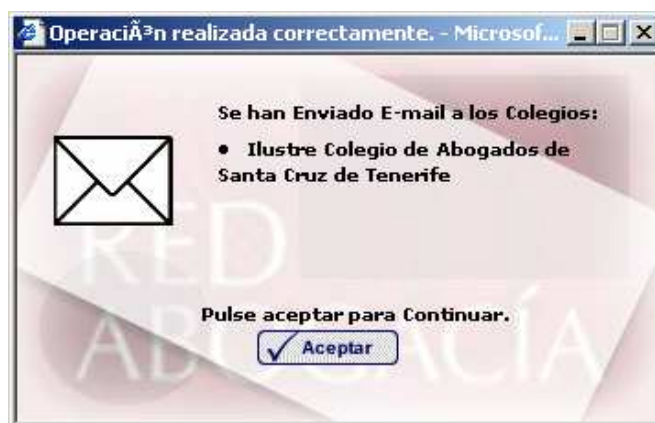 OperaciÃ³n realizada correctamente. - Microsof...
Se han Enviado E-mail a los Colegios:
• Ilustre Colegio de Abogados de
Santa Cruz de Tenerife
RED
ABOGACÍA
Pulse aceptar para Continuar.
Aceptar